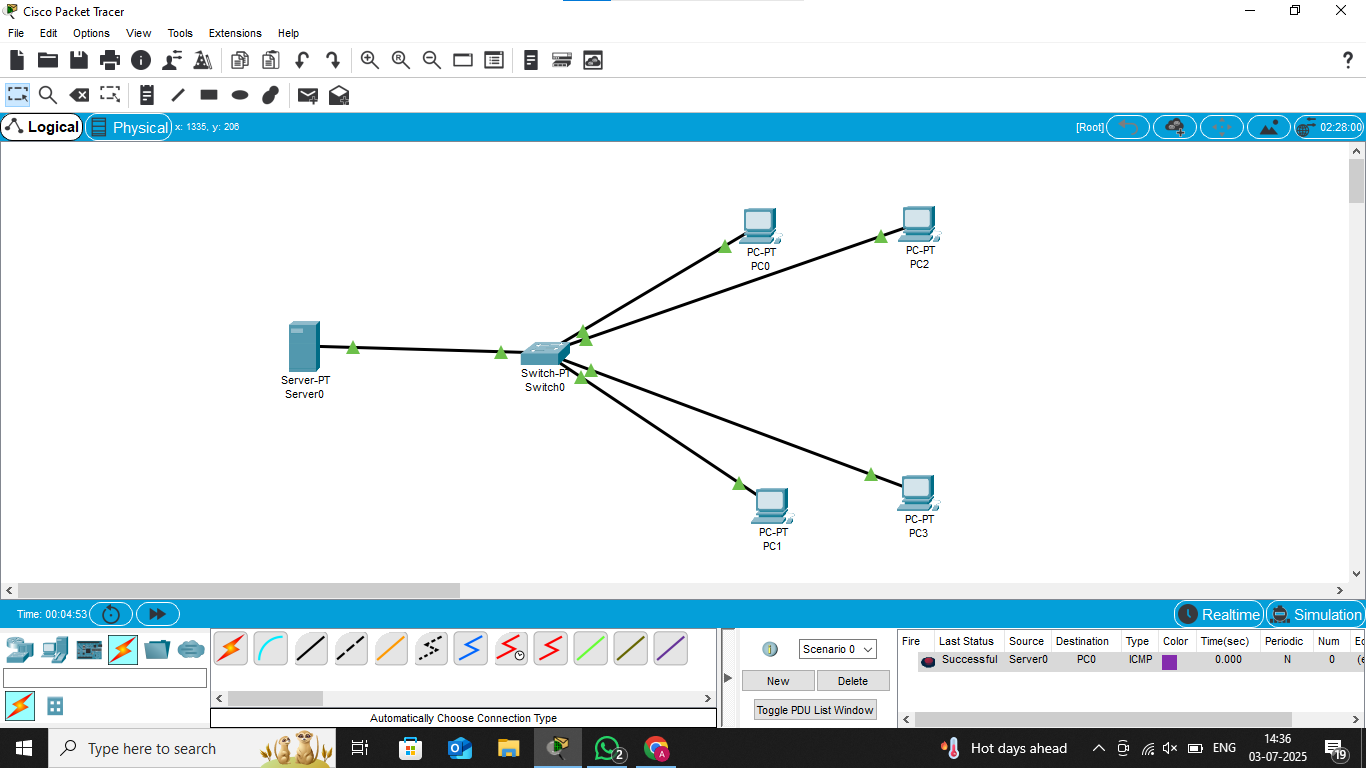 Cisco Packet Tracer
File Edit Options View Tools Extensions Help
?
Logical Physical x: 1335, y: 206 [Root] 02:28:00
PC-PT
PC0
PC-PT
PC2
Server-PT
Server0
Switch-PT
Switch0
PC-PT
PC1
PC-PT
PC3
Time: 00:04:53 Realtime Simulation
Scenario 0
New Delete
Toggle PDU List Window
Automatically Choose Connection Type
Fire Last Status Source Destination Type Color Time(sec) Periodic Num
Successful Server0 PC0 ICMP 0.000 N 0
Type here to search
2
A
Hot days ahead
ENG
14:36
03-07-2025
19